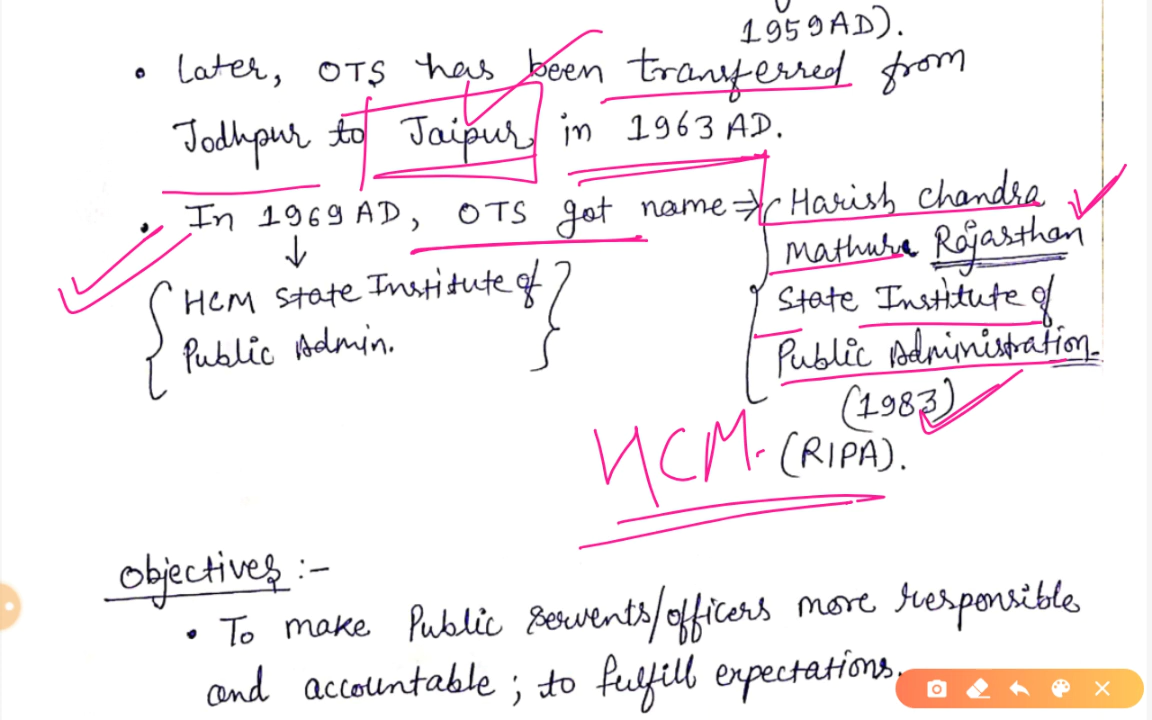 1959AD).
• Later, OTS has been transferred from
Jodhpur to Jaipur in 1963 AD.
• In 1969 AD, OTS got name ⇒ Harish Chandra
Mathur Rajasthan
State Institute of
Public Administration
(1983)
(RIPA).
↓
{ HCM State Institute of
Public Admin. }
HCM.
Objectives :-
• To make Public servents/officers more responsible
and accountable ; to fulfill expectations.